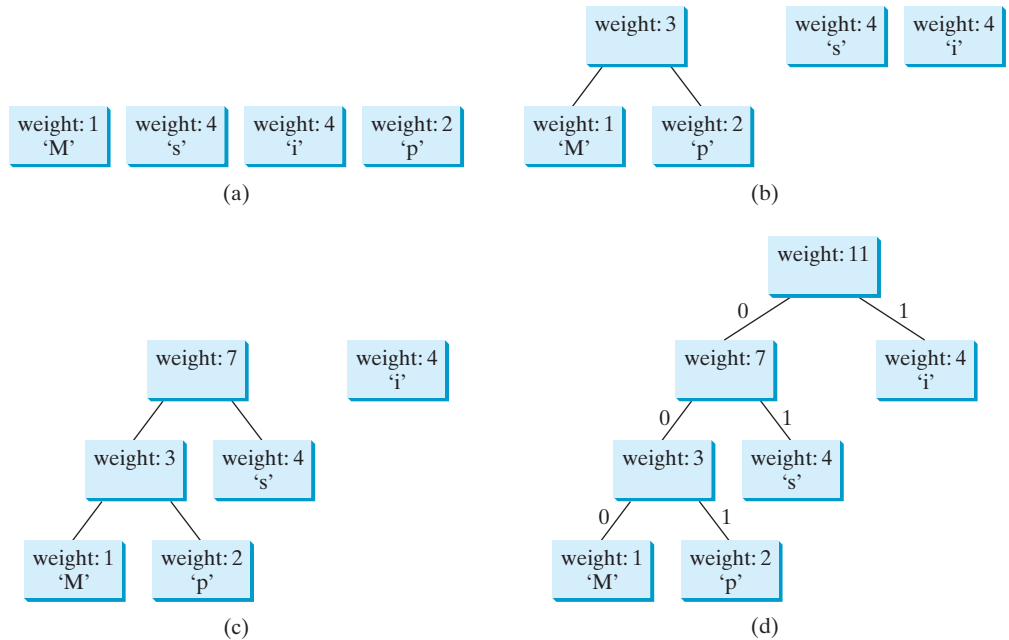 weight: 1
‘M’
weight: 4
‘s’
weight: 4
‘i’
weight: 2
‘p’
(a)
weight: 3
weight: 4
‘s’
weight: 4
‘i’
weight: 1
‘M’
weight: 2
‘p’
(b)
weight: 7
weight: 4
‘i’
weight: 3
weight: 4
‘s’
weight: 1
‘M’
weight: 2
‘p’
(c)
weight: 11
0
1
weight: 7
weight: 4
‘i’
0
1
weight: 3
weight: 4
‘s’
0
1
weight: 1
‘M’
weight: 2
‘p’
(d)